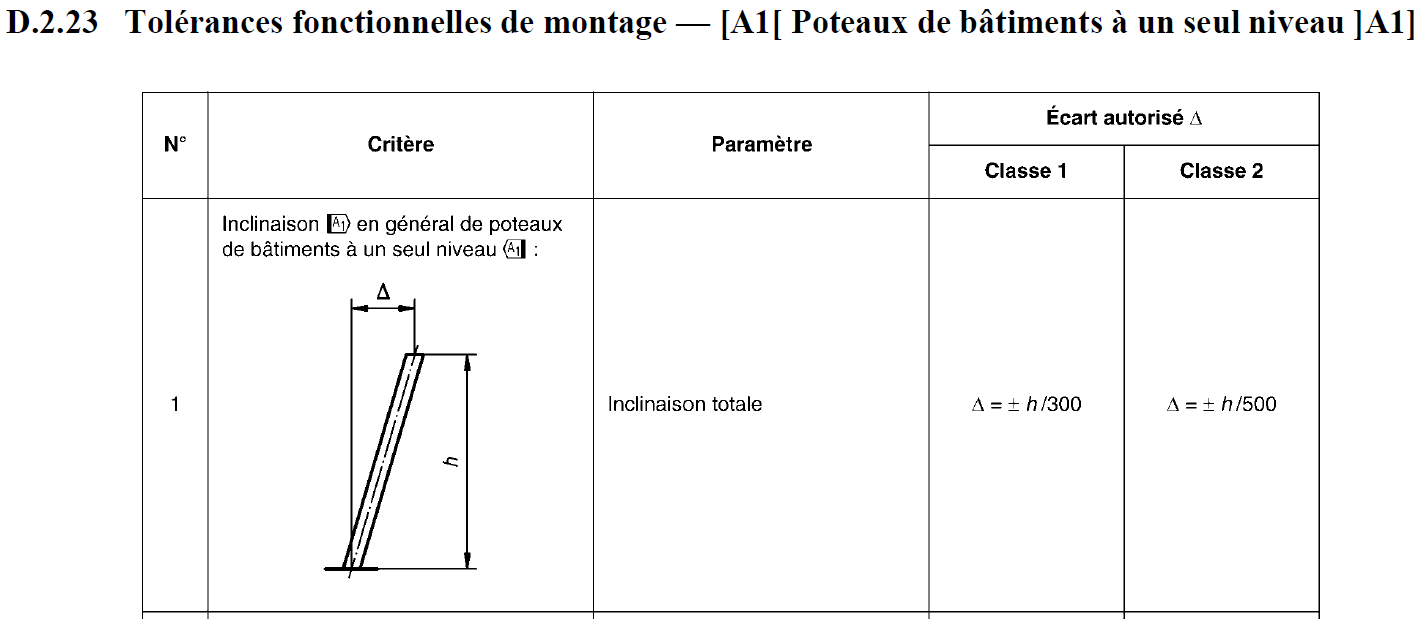 D.2.23 Tolérances fonctionnelles de montage — [A1[ Poteaux de bâtiments à un seul niveau ]A1]
N°
Critère
Paramètre
Écart autorisé Δ
Classe 1
Classe 2
Inclinaison A1 en général de poteaux
de bâtiments à un seul niveau A1 :
Δ
h
1
Inclinaison totale
Δ = ± h/300
Δ = ± h/500